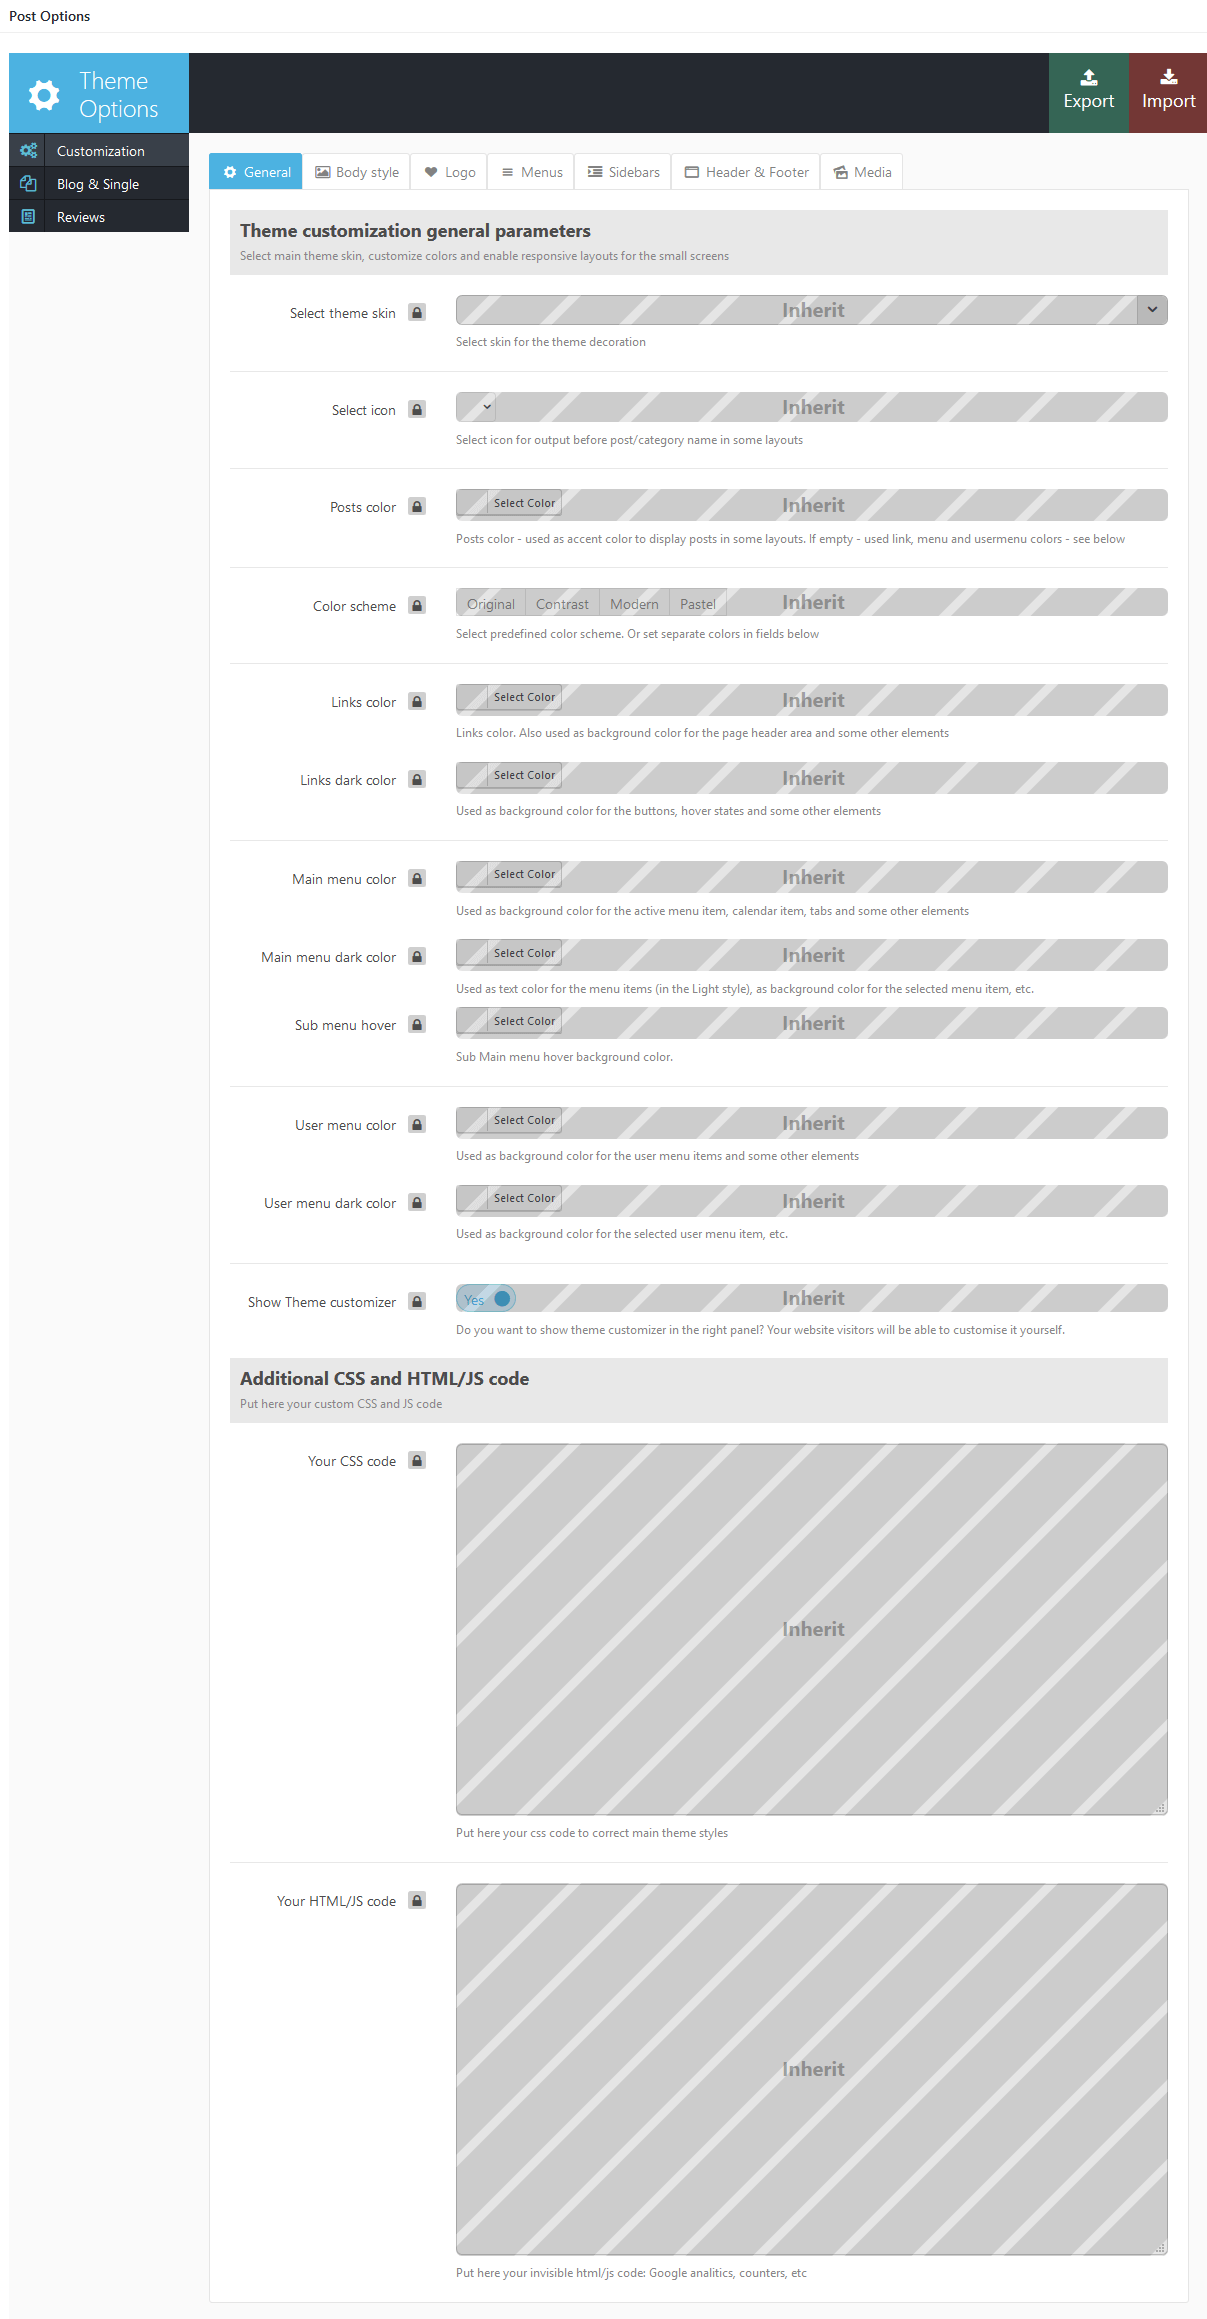 Post Options
Theme
Options
Export
Import
Customization
Blog & Single
Reviews
General
Body style
Logo
Menus
Sidebars
Header & Footer
Media
Theme customization general parameters
Select main theme skin, customize colors and enable responsive layouts for the small screens
Select theme skin
Inherit
Select skin for the theme decoration
Select icon
Inherit
Select icon for output before post/category name in some layouts
Posts color
Select Color
Inherit
Posts color - used as accent color to display posts in some layouts. If empty - used link, menu and usermenu colors - see below
Color scheme
Original
Contrast
Modern
Pastel
Inherit
Select predefined color scheme. Or set separate colors in fields below
Links color
Select Color
Inherit
Links color. Also used as background color for the page header area and some other elements
Links dark color
Select Color
Inherit
Used as background color for the buttons, hover states and some other elements
Main menu color
Select Color
Inherit
Used as background color for the active menu item, calendar item, tabs and some other elements
Main menu dark color
Select Color
Inherit
Used as text color for the menu items (in the Light style), as background color for the selected menu item, etc.
Sub menu hover
Select Color
Inherit
Sub Main menu hover background color.
User menu color
Select Color
Inherit
Used as background color for the user menu items and some other elements
User menu dark color
Select Color
Inherit
Used as background color for the selected user menu item, etc.
Show Theme customizer
Yes
Inherit
Do you want to show theme customizer in the right panel? Your website visitors will be able to customise it yourself.
Additional CSS and HTML/JS code
Put here your custom CSS and JS code
Your CSS code
Inherit
Put here your css code to correct main theme styles
Your HTML/JS code
Inherit
Put here your invisible html/js code: Google analitics, counters, etc